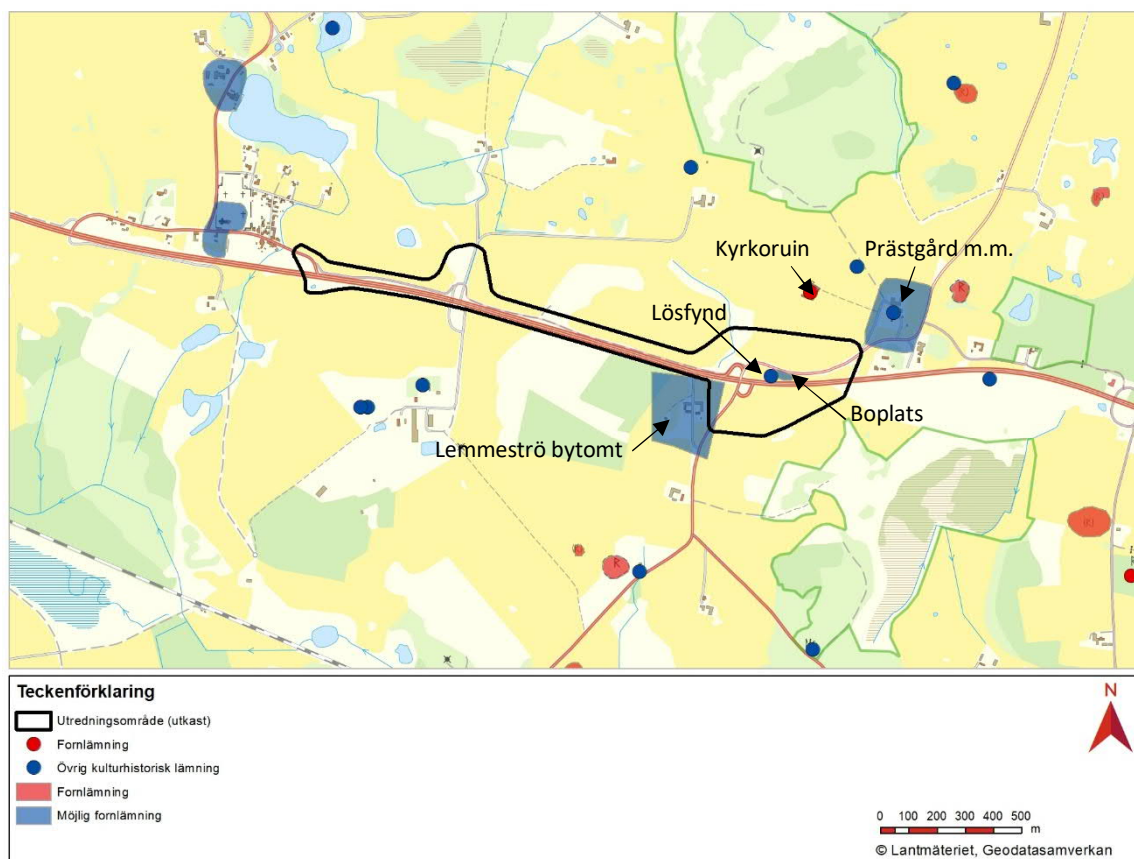 Kyrkoruin
Prästgård m.m.
Lösfynd
Boplats
Lemmeströ bytomt
R
R
Teckenförklaring
N
Utredningsområde (utkast)
Fornlämning
Övrig kulturhistorisk lämning
Fornlämning
Möjlig fornlämning
0 100 200 300 400 500
m
© Lantmäteriet, Geodatasamverkan